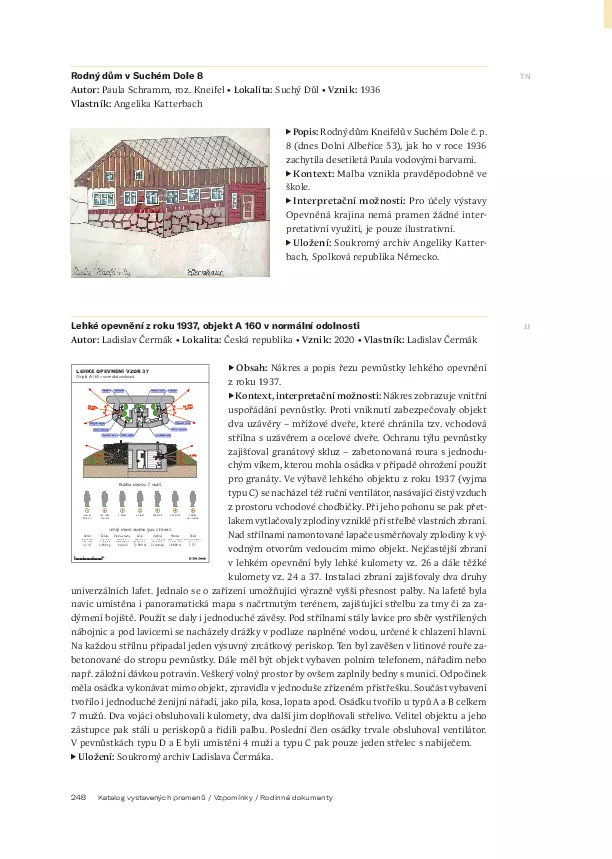 Rodný dům v Suchém Dole 8
TN
Autor: Paula Schramm, roz. Kneifel • Lokalita: Suchý Důl • Vznik: 1936
Vlastník: Angelika Katterbach
▶ Popis: Rodný dům Kneifelů v Suchém Dole č. p.
8 (dnes Dolní Albeřice 53), jak ho v roce 1936
zachytila desetiletá Paula vodovými barvami.
▶ Kontext: Malba vznikla pravděpodobně ve
škole.
▶ Interpretační možnosti: Pro účely výstavy
Opevněná krajina nemá pramen žádné inter-
pretativní využití, je pouze ilustrativní.
▶ Uložení: Soukromý archiv Angeliky Katter-
bach, Spolková republika Německo.
Elternhaus
Lehké opevnění z roku 1937, objekt A 160 v normální odolnosti
JJ
Autor: Ladislav Čermák • Lokalita: Česká republika • Vznik: 2020 • Vlastník: Ladislav Čermák
LEHKÉ OPEVNĚNÍ VZOR 37
▶ Obsah: Nákres a popis řezu pevnůstky lehkého opevnění
z roku 1937.
▶ Kontext, interpretační možnosti: Nákres zobrazuje vnitřní
uspořádání pevnůstky. Proti vniknutí zabezpečovaly objekt
dva uzávěry – mřížové dveře, které chránila tzv. vchodová
střílna s uzávěrem a ocelové dveře. Ochranu týlu pevnůstky
zajišťoval granátový skluz – zabetonovaná roura s jednodu-
chým víkem, kterou mohla osádka v případě ohrožení použít
pro granáty. Ve výbavě lehkého objektu z roku 1937 (vyjma
typu C) se nacházel též ruční ventilátor, nasávající čistý vzduch
z prostoru vchodové chodbičky. Při jeho pohonu se pak přet-
lakem vytlačovaly zplodiny vzniklé při střelbě vlastních zbraní.
Nad střílnami namontované lapače usměrňovaly zplodiny k vý-
vodným otvorům vedoucím mimo objekt. Nejčastější zbraní
v lehkém opevnění byly lehké kulomety vz. 26 a dále těžké
kulomety vz. 24 a 37. Instalaci zbraní zajišťovaly dva druhy
univerzálních lafet. Jednalo se o zařízení umožňující výrazně vyšší přesnost palby. Na lafetě byla
navíc umístěna i panoramatická mapa s načrtnutým terénem, zajišťující střelbu za tmy či za za-
dýmení bojiště. Použít se daly i jednoduché závěsy. Pod střílnami stály lavice pro sběr vystřílených
nábojnic a pod lavicemi se nacházely drážky v podlaze naplněné vodou, určené k chlazení hlavní.
Na každou střílnu připadal jeden výsuvný zrcátkový periskop. Ten byl zavěšen v litinové rouře za-
betonované do stropu pevnůstky. Dále měl být objekt vybaven polním telefonem, nářadím nebo
např. záložní dávkou potravin. Veškerý volný prostor by ovšem zaplnily bedny s municí. Odpočinek
měla osádka vykonávat mimo objekt, zpravidla v jednoduše zřízeném přístřešku. Součást vybavení
tvořilo i jednoduché ženijní nářadí, jako pila, kosa, lopata apod. Osádku tvořilo u typů A a B celkem
7 mužů. Dva vojáci obsluhovali kulomety, dva další jim doplňovali střelivo. Velitel objektu a jeho
zástupce pak stáli u periskopů a řídili palbu. Poslední člen osádky trvale obsluhoval ventilátor.
V pevnůstkách typu D a E byli umístěni 4 muži a typu C pak pouze jeden střelec s nabíječem.
▶ Uložení: Soukromý archiv Ladislava Čermáka.
248 Katalog vystavených pramenů / Vzpomínky / Rodinné dokumenty